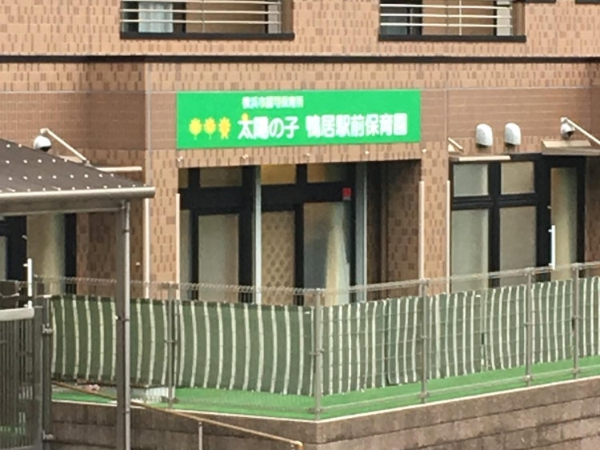 横浜市認可保育所
太陽の子 鴨居駅前保育園